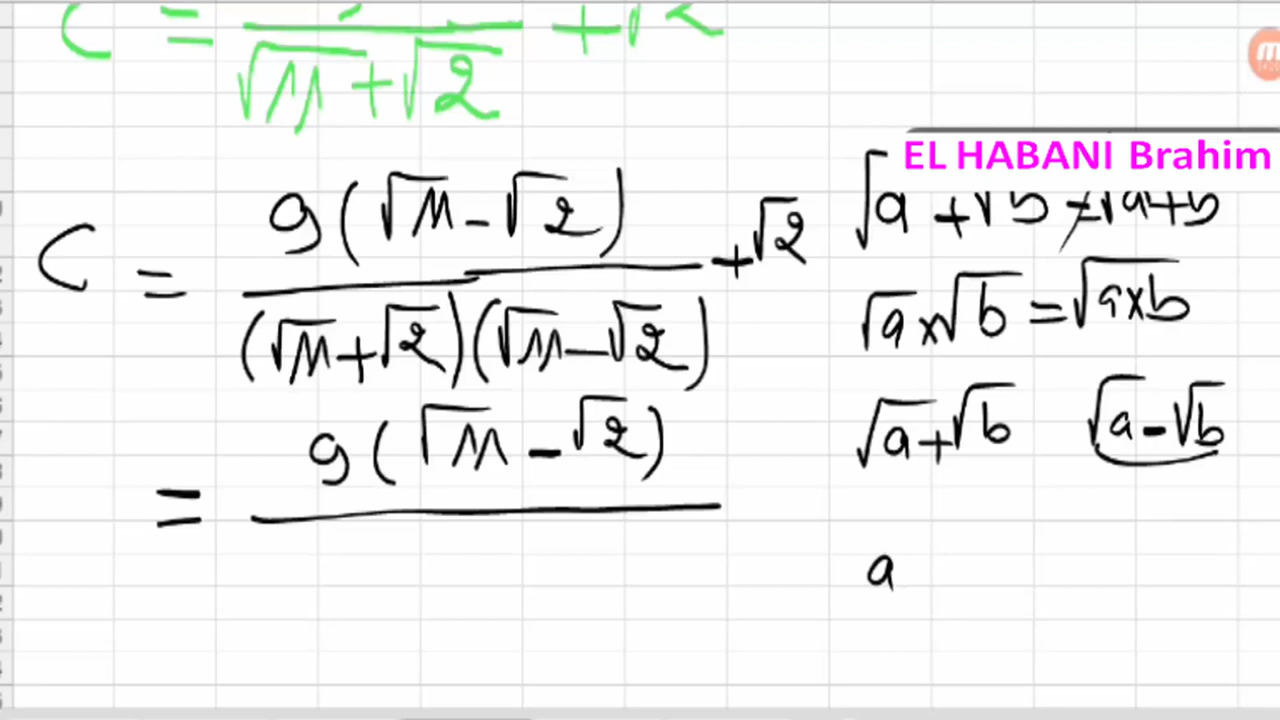 C = —/(√11 + √2) + √2
EL HABANI Brahim
√a + √b ≠ √a+b
C = 9(√11 - √2)/((√11 + √2)(√11 - √2)) + √2
√a × √b = √a×b
√a + √b √a - √b
= 9(√11 - √2)/
a